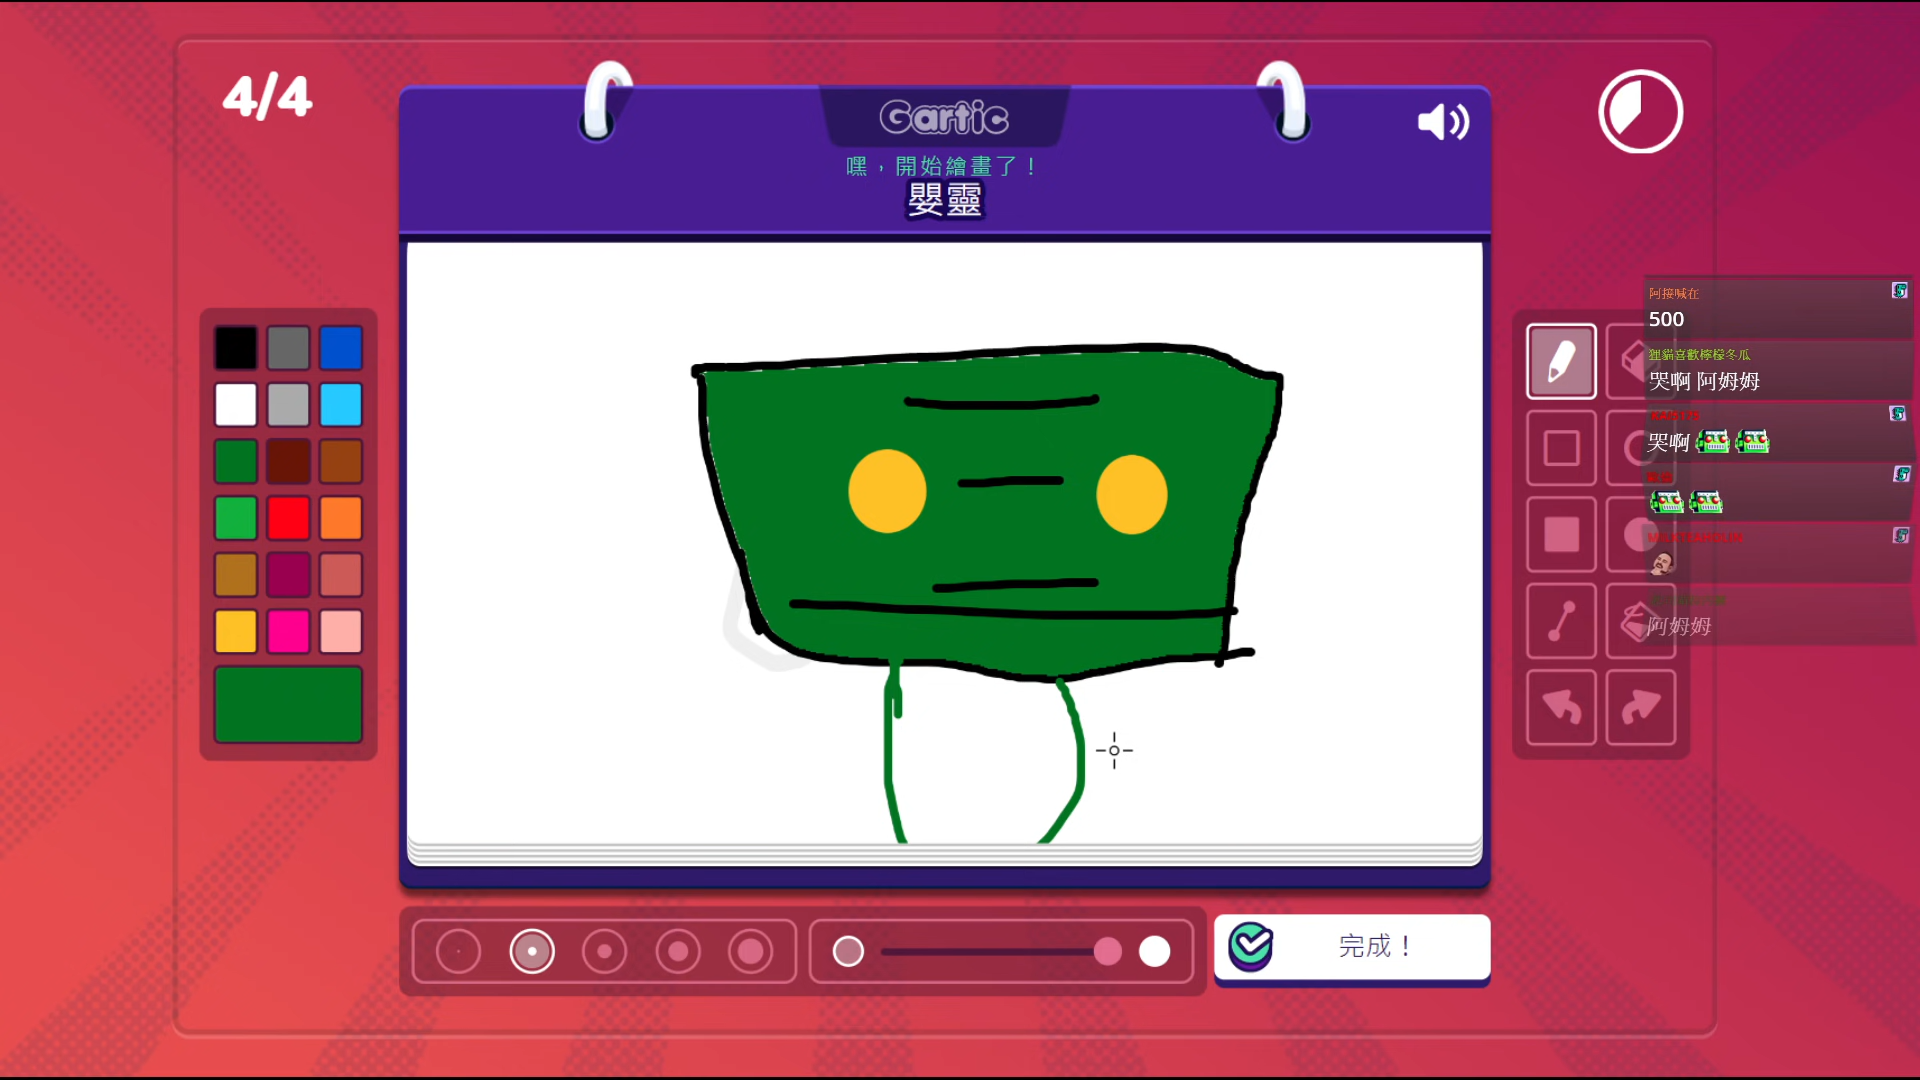 4/4
Gartic
嘿，開始繪畫了！
嬰靈
阿接喊在
500
狸貓喜歡檸檬冬瓜
哭啊 阿姆姆
哭啊
阿姆姆
完成！